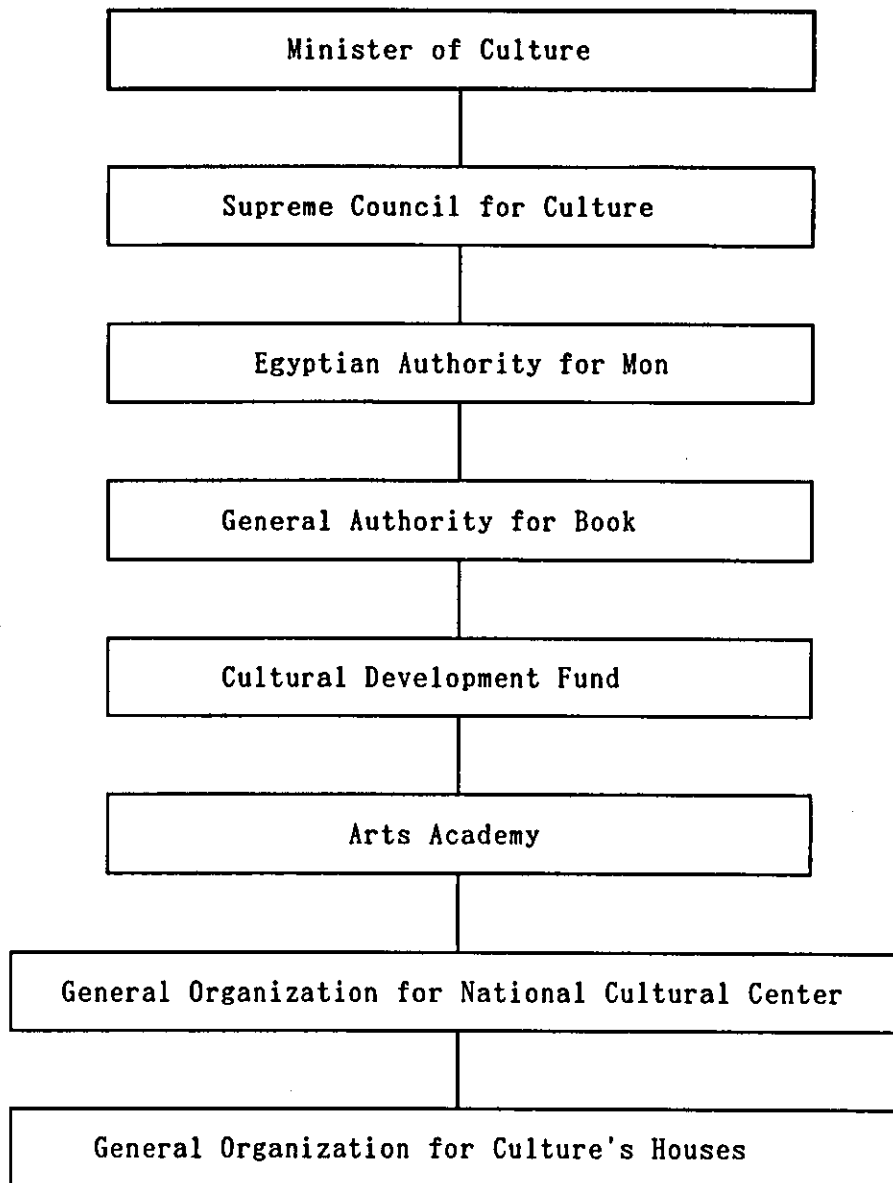 Minister of Culture
Supreme Council for Culture
Egyptian Authority for Mon
General Authority for Book
Cultural Development Fund
Arts Academy
General Organization for National Cultural Center
General Organization for Culture's Houses